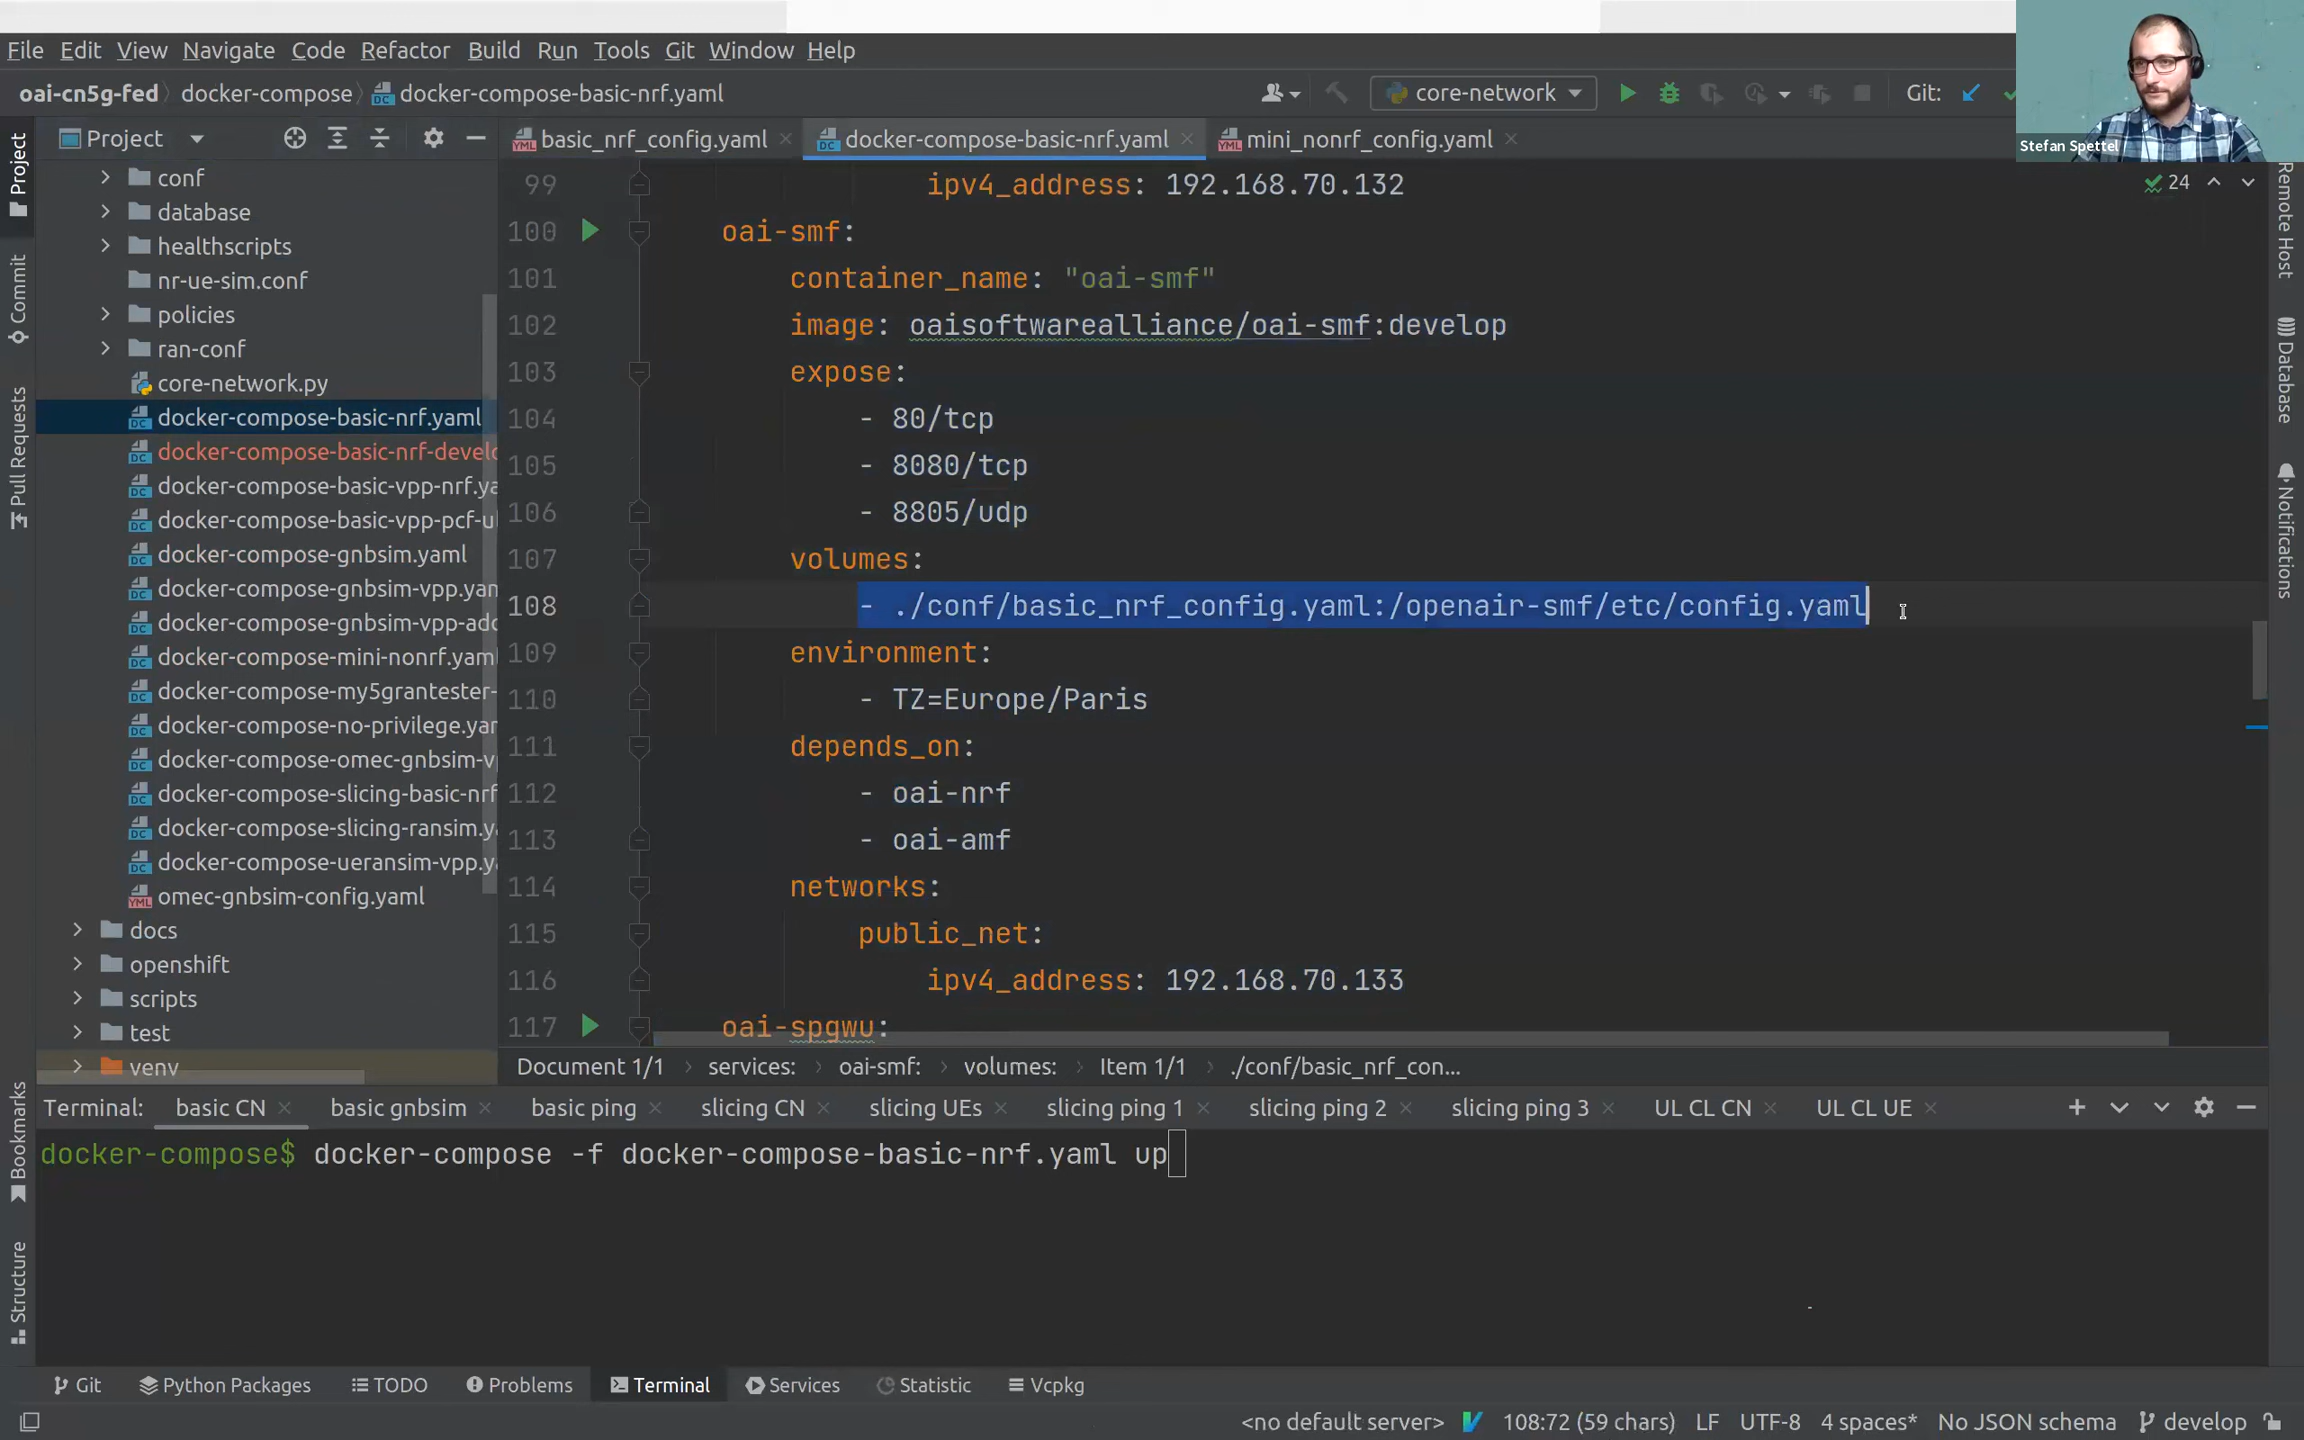 File Edit View Navigate Code Refactor Build Run Tools Git Window Help
oai-cn5g-fed docker-compose docker-compose-basic-nrf.yaml
core-network
Git:
Stefan Spettel
Project
basic_nrf_config.yaml
docker-compose-basic-nrf.yaml
mini_nonrf_config.yaml
24
Project
Commit
Pull Requests
Bookmarks
Structure
Remote Host
Database
Notifications
conf
database
healthscripts
nr-ue-sim.conf
policies
ran-conf
core-network.py
docker-compose-basic-nrf.yaml
docker-compose-basic-nrf-develo
docker-compose-basic-vpp-nrf.ya
docker-compose-basic-vpp-pcf-u
docker-compose-gnbsim.yaml
docker-compose-gnbsim-vpp.yam
docker-compose-gnbsim-vpp-add
docker-compose-mini-nonrf.yaml
docker-compose-my5grantester-
docker-compose-no-privilege.yam
docker-compose-omec-gnbsim-v
docker-compose-slicing-basic-nrf
docker-compose-slicing-ransim.y
docker-compose-ueransim-vpp.ya
omec-gnbsim-config.yaml
docs
openshift
scripts
test
venv
99 ipv4_address: 192.168.70.132
100 oai-smf:
101 container_name: "oai-smf"
102 image: oaisoftwarealliance/oai-smf:develop
103 expose:
104 - 80/tcp
105 - 8080/tcp
106 - 8805/udp
107 volumes:
108 - ./conf/basic_nrf_config.yaml:/openair-smf/etc/config.yaml
109 environment:
110 - TZ=Europe/Paris
111 depends_on:
112 - oai-nrf
113 - oai-amf
114 networks:
115 public_net:
116 ipv4_address: 192.168.70.133
117 oai-spgwu:
Document 1/1 services: oai-smf: volumes: Item 1/1 ./conf/basic_nrf_con...
Terminal: basic CN basic gnbsim basic ping slicing CN slicing UEs slicing ping 1 slicing ping 2 slicing ping 3 UL CL CN UL CL UE
docker-compose$ docker-compose -f docker-compose-basic-nrf.yaml up
Git Python Packages TODO Problems Terminal Services Statistic Vcpkg
<no default server> 108:72 (59 chars) LF UTF-8 4 spaces* No JSON schema develop